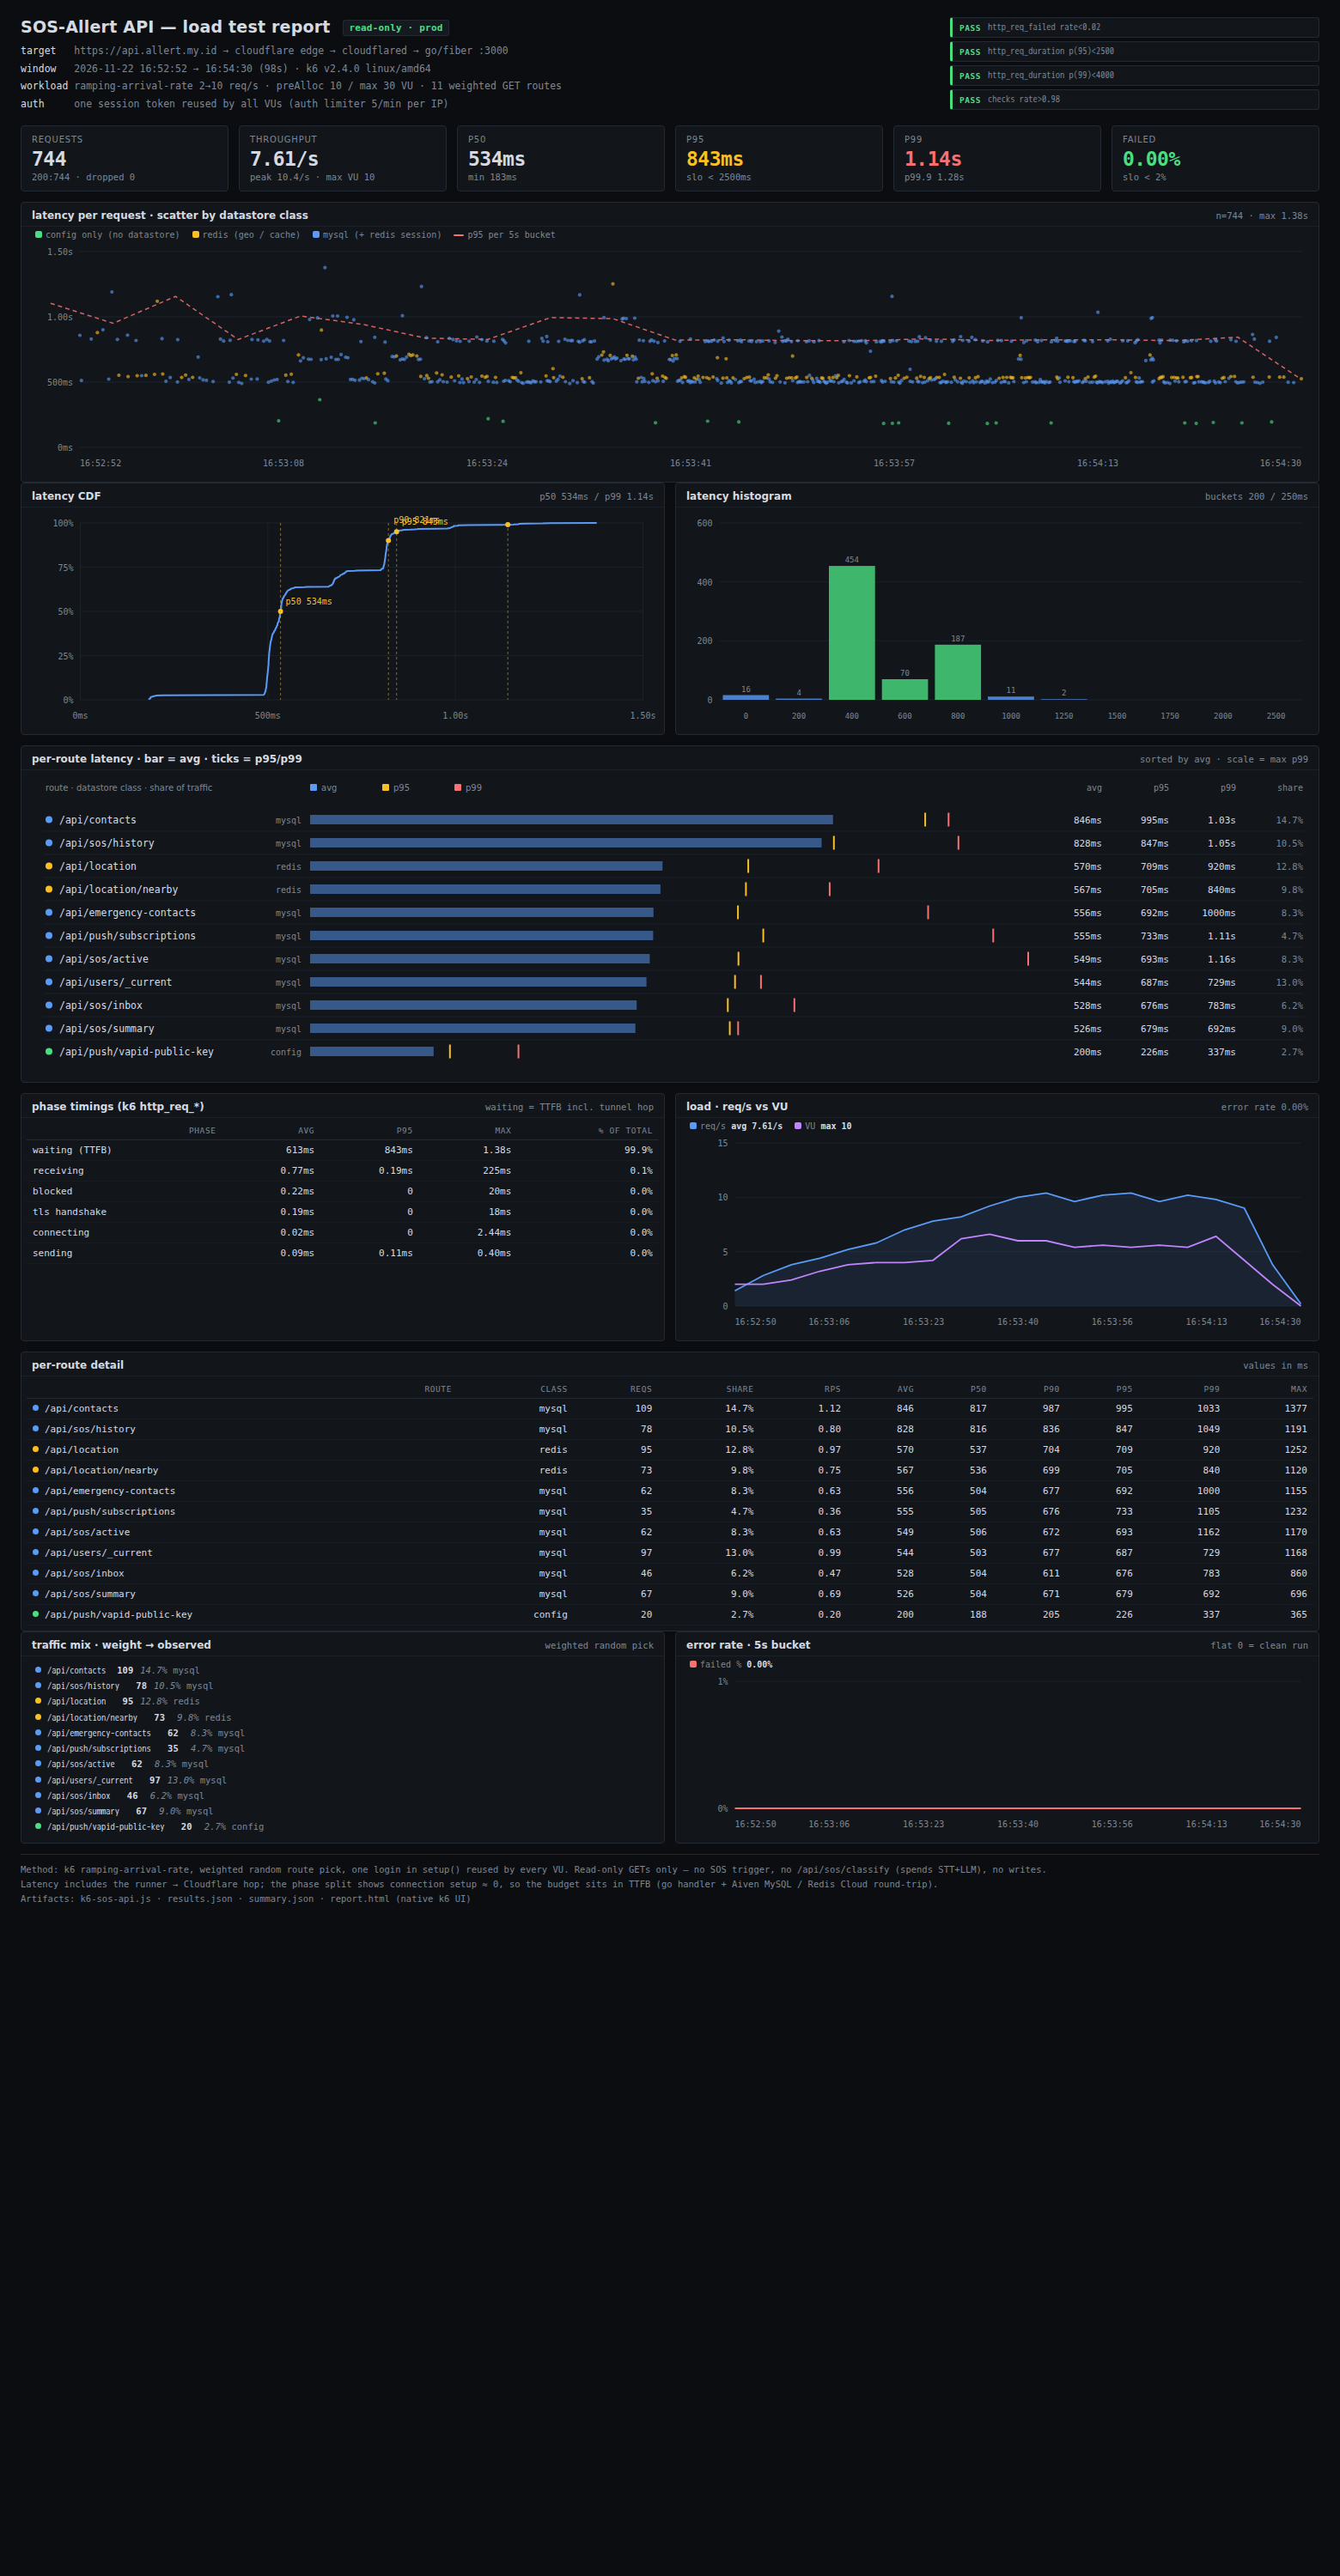 SOS-Alert API — load test report read-only · prod
target https://api.allert.my.id → cloudflare edge → cloudflared → go/fiber :3000
window 2026-11-22 16:52:52 → 16:54:30 (98s) · k6 v2.4.0 linux/amd64
workload ramping-arrival-rate 2→10 req/s · preAlloc 10 / max 30 VU · 11 weighted GET routes
auth one session token reused by all VUs (auth limiter 5/min per IP)
PASS http_req_failed rate<0.02
PASS http_req_duration p(95)<2500
PASS http_req_duration p(99)<4000
PASS checks rate>0.98
REQUESTS
744
200:744 · dropped 0
THROUGHPUT
7.61/s
peak 10.4/s · max VU 10
P50
534ms
min 183ms
P95
843ms
slo < 2500ms
P99
1.14s
p99.9 1.28s
FAILED
0.00%
slo < 2%
latency per request · scatter by datastore class n=744 · max 1.38s
config only (no datastore) redis (geo / cache) mysql (+ redis session) p95 per 5s bucket
1.50s
1.00s
500ms
0ms
16:52:52 16:53:08 16:53:24 16:53:41 16:53:57 16:54:13 16:54:30
latency CDF p50 534ms / p99 1.14s
p90 821ms
p95 843ms
100%
75%
p50 534ms
50%
25%
0%
0ms 500ms 1.00s 1.50s
latency histogram buckets 200 / 250ms
600
400
200
0
16 4 454 70 187 11 2
0 200 400 600 800 1000 1250 1500 1750 2000 2500
per-route latency · bar = avg · ticks = p95/p99 sorted by avg · scale = max p99
route · datastore class · share of traffic avg p95 p99 avg p95 p99 share
/api/contacts mysql 846ms 995ms 1.03s 14.7%
/api/sos/history mysql 828ms 847ms 1.05s 10.5%
/api/location redis 570ms 709ms 920ms 12.8%
/api/location/nearby redis 567ms 705ms 840ms 9.8%
/api/emergency-contacts mysql 556ms 692ms 1000ms 8.3%
/api/push/subscriptions mysql 555ms 733ms 1.11s 4.7%
/api/sos/active mysql 549ms 693ms 1.16s 8.3%
/api/users/_current mysql 544ms 687ms 729ms 13.0%
/api/sos/inbox mysql 528ms 676ms 783ms 6.2%
/api/sos/summary mysql 526ms 679ms 692ms 9.0%
/api/push/vapid-public-key config 200ms 226ms 337ms 2.7%
phase timings (k6 http_req_*) waiting = TTFB incl. tunnel hop
PHASE AVG P95 MAX % OF TOTAL
waiting (TTFB) 613ms 843ms 1.38s 99.9%
receiving 0.77ms 0.19ms 225ms 0.1%
blocked 0.22ms 0 20ms 0.0%
tls handshake 0.19ms 0 18ms 0.0%
connecting 0.02ms 0 2.44ms 0.0%
sending 0.09ms 0.11ms 0.40ms 0.0%
load · req/s vs VU error rate 0.00%
req/s avg 7.61/s VU max 10
15
10
5
0
16:52:50 16:53:06 16:53:23 16:53:40 16:53:56 16:54:13 16:54:30
per-route detail values in ms
ROUTE CLASS REQS SHARE RPS AVG P50 P90 P95 P99 MAX
/api/contacts mysql 109 14.7% 1.12 846 817 987 995 1033 1377
/api/sos/history mysql 78 10.5% 0.80 828 816 836 847 1049 1191
/api/location redis 95 12.8% 0.97 570 537 704 709 920 1252
/api/location/nearby redis 73 9.8% 0.75 567 536 699 705 840 1120
/api/emergency-contacts mysql 62 8.3% 0.63 556 504 677 692 1000 1155
/api/push/subscriptions mysql 35 4.7% 0.36 555 505 676 733 1105 1232
/api/sos/active mysql 62 8.3% 0.63 549 506 672 693 1162 1170
/api/users/_current mysql 97 13.0% 0.99 544 503 677 687 729 1168
/api/sos/inbox mysql 46 6.2% 0.47 528 504 611 676 783 860
/api/sos/summary mysql 67 9.0% 0.69 526 504 671 679 692 696
/api/push/vapid-public-key config 20 2.7% 0.20 200 188 205 226 337 365
traffic mix · weight → observed weighted random pick
/api/contacts 109 14.7% mysql
/api/sos/history 78 10.5% mysql
/api/location 95 12.8% redis
/api/location/nearby 73 9.8% redis
/api/emergency-contacts 62 8.3% mysql
/api/push/subscriptions 35 4.7% mysql
/api/sos/active 62 8.3% mysql
/api/users/_current 97 13.0% mysql
/api/sos/inbox 46 6.2% mysql
/api/sos/summary 67 9.0% mysql
/api/push/vapid-public-key 20 2.7% config
error rate · 5s bucket flat 0 = clean run
failed % 0.00%
1%
0%
16:52:50 16:53:06 16:53:23 16:53:40 16:53:56 16:54:13 16:54:30
Method: k6 ramping-arrival-rate, weighted random route pick, one login in setup() reused by every VU. Read-only GETs only — no SOS trigger, no /api/sos/classify (spends STT+LLM), no writes.
Latency includes the runner → Cloudflare hop; the phase split shows connection setup ≈ 0, so the budget sits in TTFB (go handler + Aiven MySQL / Redis Cloud round-trip).
Artifacts: k6-sos-api.js · results.json · summary.json · report.html (native k6 UI)